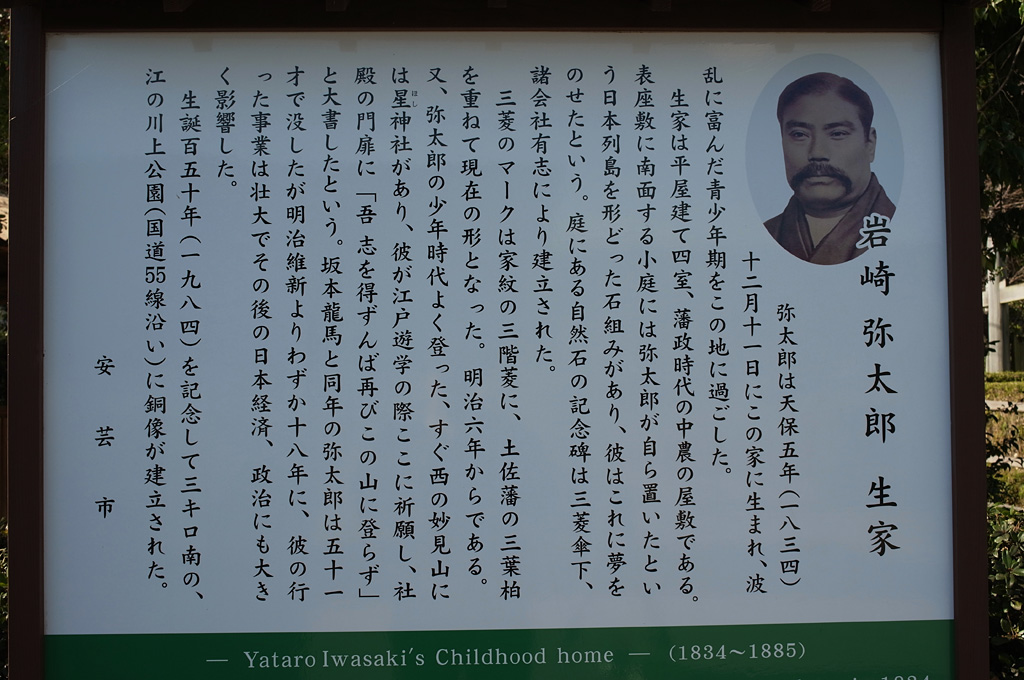 岩崎 弥太郎 生家
弥太郎は天保五年(一八三四)
十二月十一日にこの家に生まれ、波
乱に富んだ青少年期をこの地に過ごした。
生家は平屋建て四室、藩政時代の中農の屋敷である。
表座敷に南面する小庭には弥太郎が自ら置いたとい
う日本列島を形どった石組みがあり、彼はこれに夢を
のせたという。庭にある自然石の記念碑は三菱傘下、
諸会社有志により建立された。
三菱のマークは家紋の三階菱に、土佐藩の三葉柏
を重ねて現在の形となった。明治六年からである。
又、弥太郎の少年時代よく登った、すぐ西の妙見山に
は星神社があり、彼が江戸遊学の際ここに祈願し、社
ほし
殿の門扉に「吾 志を得ずんば再びこの山に登らず」
と大書したという。坂本龍馬と同年の弥太郎は五十一
才で没したが明治維新よりわずか十八年に、彼の行
った事業は壮大でその後の日本経済、政治にも大き
く影響した。
生誕百五十年(一九八四)を記念して三キロ南の、
江の川上公園(国道55線沿い)に銅像が建立された。
安芸市
— Yataro Iwasaki's Childhood home — (1834〜1885)